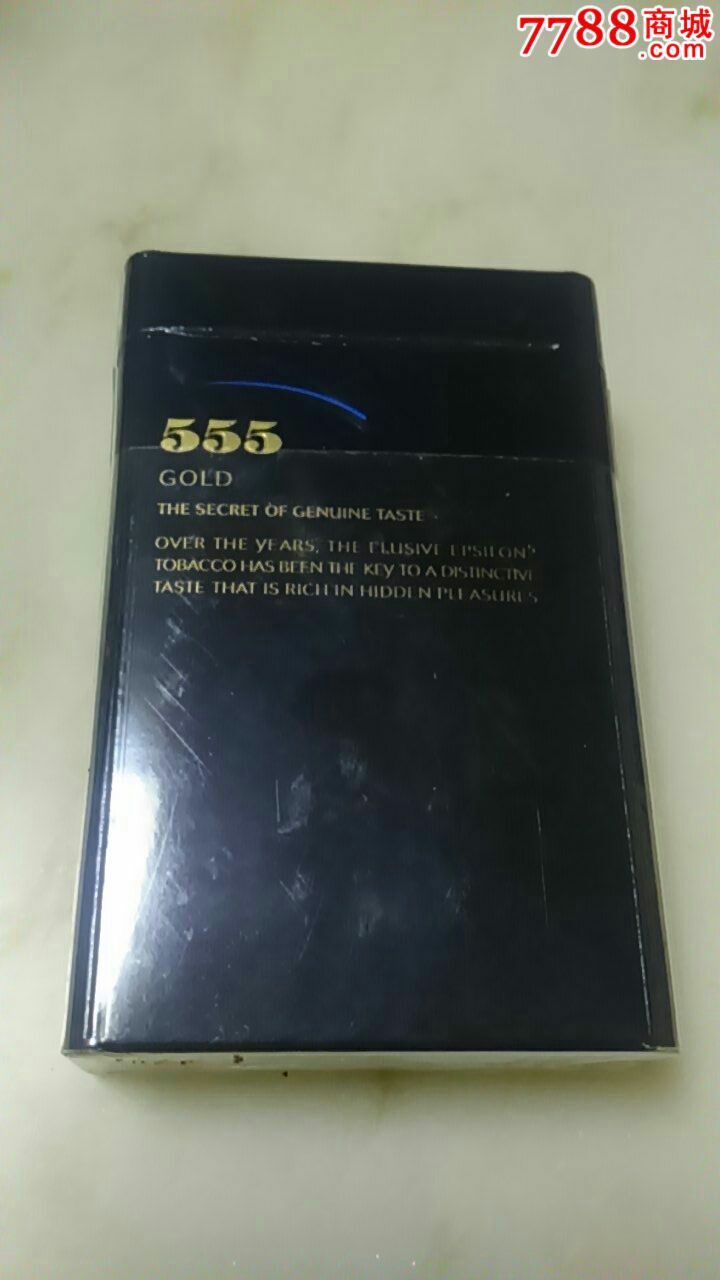 7788商城
.com
555
GOLD
THE SECRET OF GENUINE TASTE
OVER THE YEARS, THE ELUSIVE EPSILON'S
TOBACCO HAS BEEN THE KEY TO A DISTINCTIVE
TASTE THAT IS RICH IN HIDDEN PLEASURES